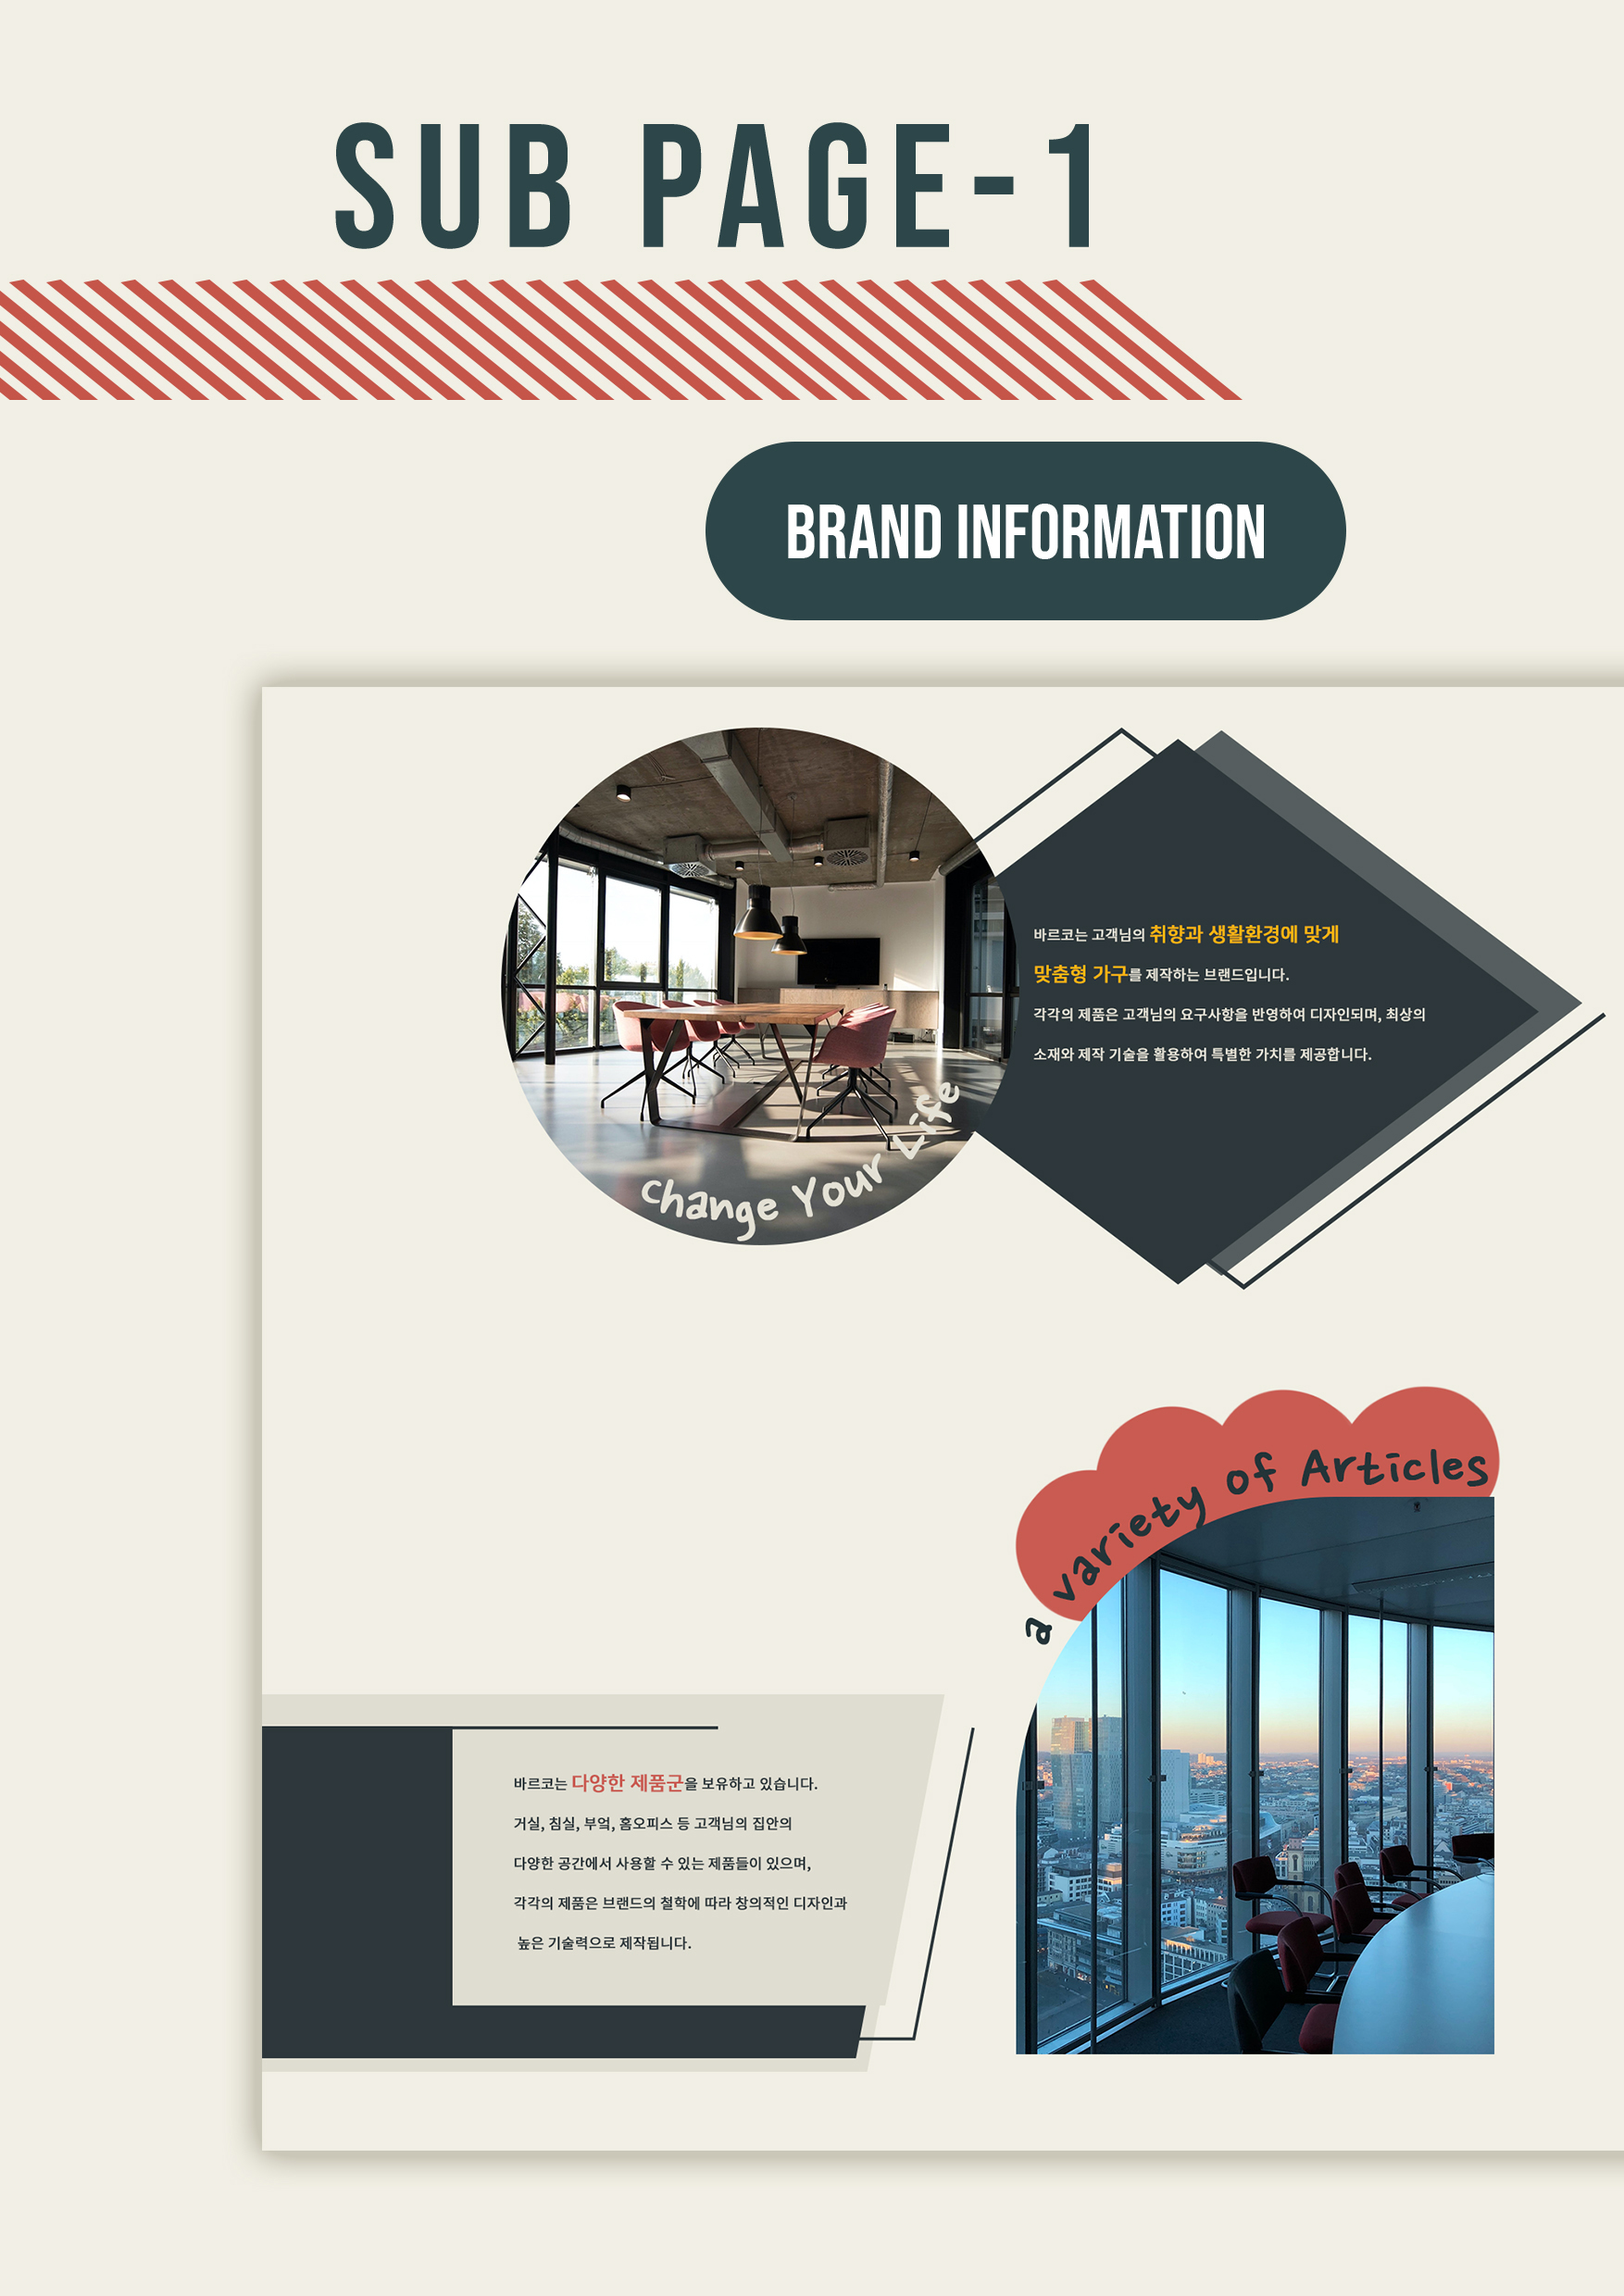 SUB PAGE-1
BRAND INFORMATION
바르코는 고객님의 취향과 생활환경에 맞게
맞춤형 가구를 제작하는 브랜드입니다.
각각의 제품은 고객님의 요구사항을 반영하여 디자인되며, 최상의
소재와 제작 기술을 활용하여 특별한 가치를 제공합니다.
change Your Life
a variety of Articles
바르코는 다양한 제품군을 보유하고 있습니다.
거실, 침실, 부엌, 홈오피스 등 고객님의 집안의
다양한 공간에서 사용할 수 있는 제품들이 있으며,
각각의 제품은 브랜드의 철학에 따라 창의적인 디자인과
높은 기술력으로 제작됩니다.